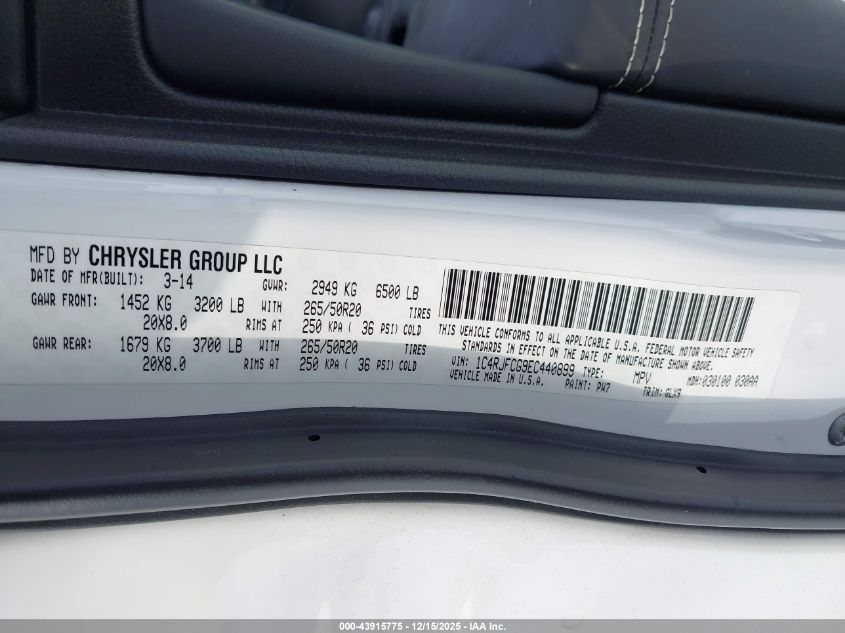 MFD BY CHRYSLER GROUP LLC
DATE OF MFR(BUILT): 3-14 GVWR: 2949 KG 6500 LB
GAWR FRONT: 1452 KG 3200 LB WITH 265/50R20 TIRES
20X8.0 RIMS AT 250 KPA ( 36 PSI) COLD
GAWR REAR: 1679 KG 3700 LB WITH 265/50R20 TIRES
20X8.0 RIMS AT 250 KPA ( 36 PSI) COLD
THIS VEHICLE CONFORMS TO ALL APPLICABLE U.S.A. FEDERAL MOTOR VEHICLE SAFETY
STANDARDS IN EFFECT ON THE DATE OF MANUFACTURE SHOWN ABOVE.
VIN: 1C4RJFCG9EC440899 TYPE: MPV MDH:030100 030AA
VEHICLE MADE IN U.S.A. PAINT: PW7 TRIM: GLX9
000-43915775 - 12/15/2025 - IAA Inc.